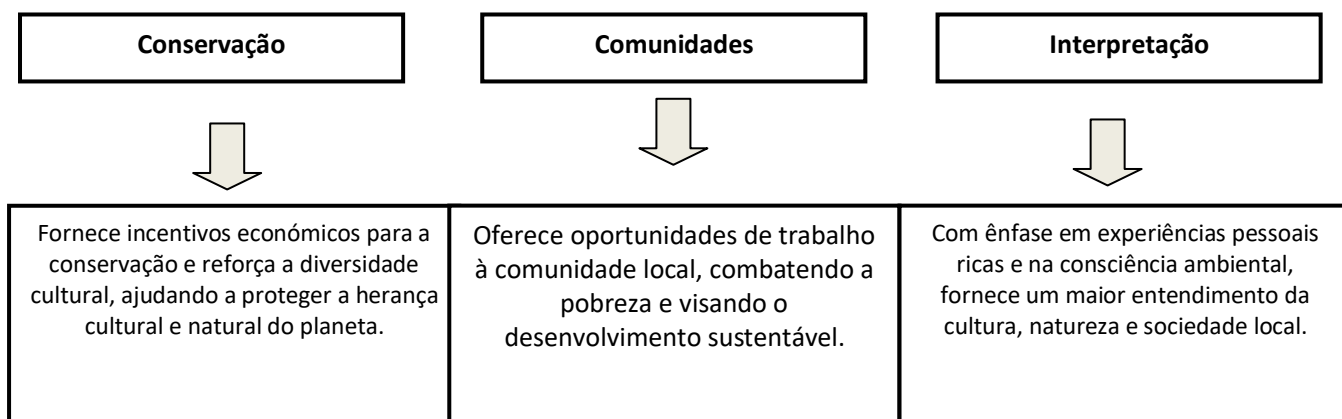 Conservação
Comunidades
Interpretação
Fornece incentivos económicos para a
conservação e reforça a diversidade
cultural, ajudando a proteger a herança
cultural e natural do planeta.
Oferece oportunidades de trabalho
à comunidade local, combatendo a
pobreza e visando o
desenvolvimento sustentável.
Com ênfase em experiências pessoais
ricas e na consciência ambiental,
fornece um maior entendimento da
cultura, natureza e sociedade local.